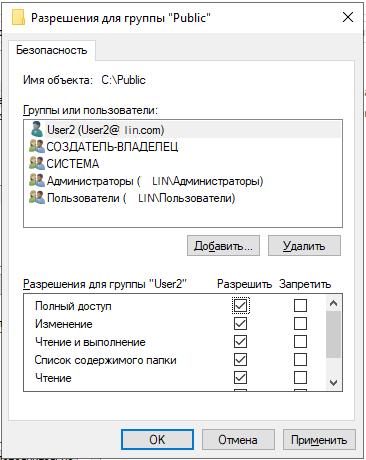 Разрешения для группы "Public"
Безопасность
Имя объекта: C:\Public
Группы или пользователи:
User2 (User2@ lin.com)
СОЗДАТЕЛЬ-ВЛАДЕЛЕЦ
СИСТЕМА
Администраторы ( LIN\Администраторы)
Пользователи ( LIN\Пользователи)
Добавить... Удалить
Разрешения для группы "User2" Разрешить Запретить
Полный доступ
Изменение
Чтение и выполнение
Список содержимого папки
Чтение
ОК Отмена Применить